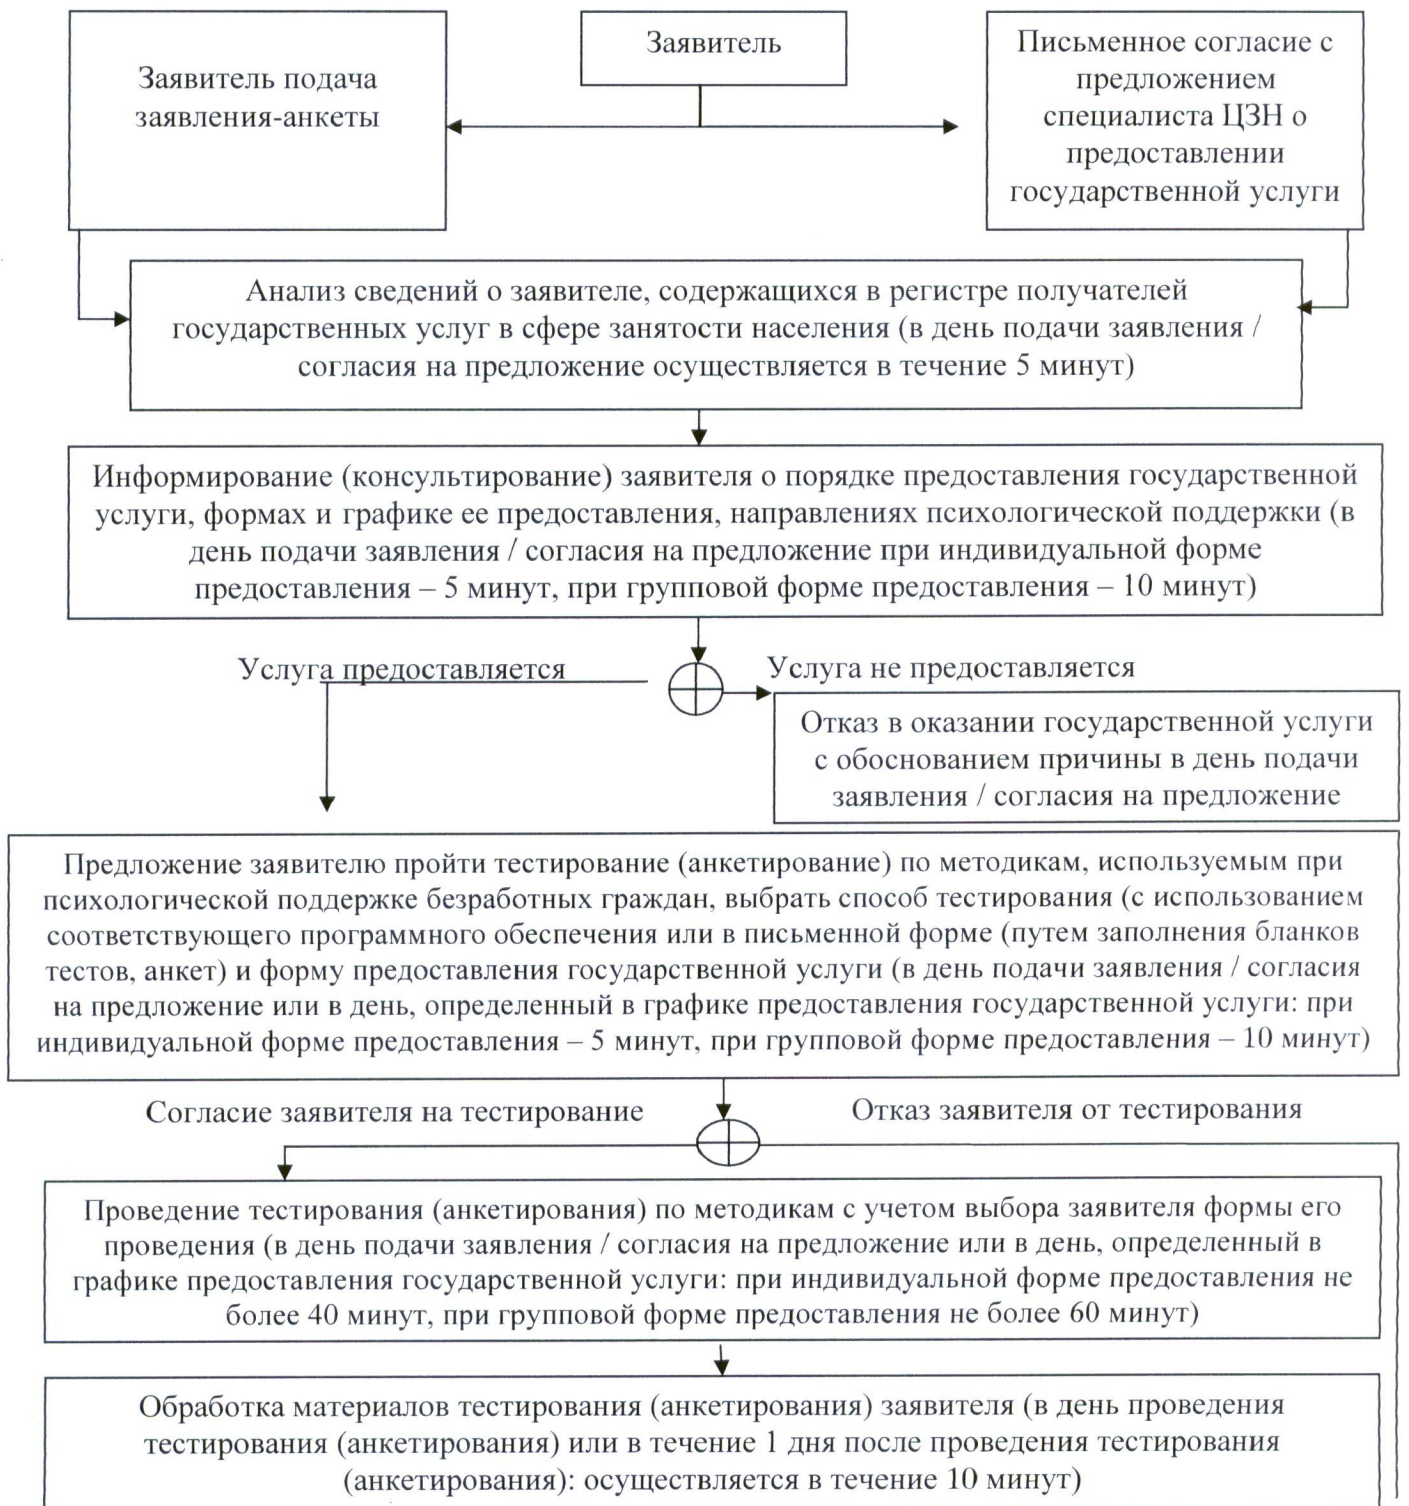 Заявитель подача
заявления-анкеты
Заявитель
Письменное согласие с
предложением
специалиста ЦЗН о
предоставлении
государственной услуги
Анализ сведений о заявителе, содержащихся в регистре получателей
государственных услуг в сфере занятости населения (в день подачи заявления /
согласия на предложение осуществляется в течение 5 минут)
Информирование (консультирование) заявителя о порядке предоставления государственной
услуги, формах и графике ее предоставления, направлениях психологической поддержки (в
день подачи заявления / согласия на предложение при индивидуальной форме
предоставления – 5 минут, при групповой форме предоставления – 10 минут)
Услуга предоставляется
Услуга не предоставляется
Отказ в оказании государственной услуги
с обоснованием причины в день подачи
заявления / согласия на предложение
Предложение заявителю пройти тестирование (анкетирование) по методикам, используемым при
психологической поддержке безработных граждан, выбрать способ тестирования (с использованием
соответствующего программного обеспечения или в письменной форме (путем заполнения бланков
тестов, анкет) и форму предоставления государственной услуги (в день подачи заявления / согласия
на предложение или в день, определенный в графике предоставления государственной услуги: при
индивидуальной форме предоставления – 5 минут, при групповой форме предоставления – 10 минут)
Согласие заявителя на тестирование
Отказ заявителя от тестирования
Проведение тестирования (анкетирования) по методикам с учетом выбора заявителя формы его
проведения (в день подачи заявления / согласия на предложение или в день, определенный в
графике предоставления государственной услуги: при индивидуальной форме предоставления не
более 40 минут, при групповой форме предоставления не более 60 минут)
Обработка материалов тестирования (анкетирования) заявителя (в день проведения
тестирования (анкетирования) или в течение 1 дня после проведения тестирования
(анкетирования): осуществляется в течение 10 минут)